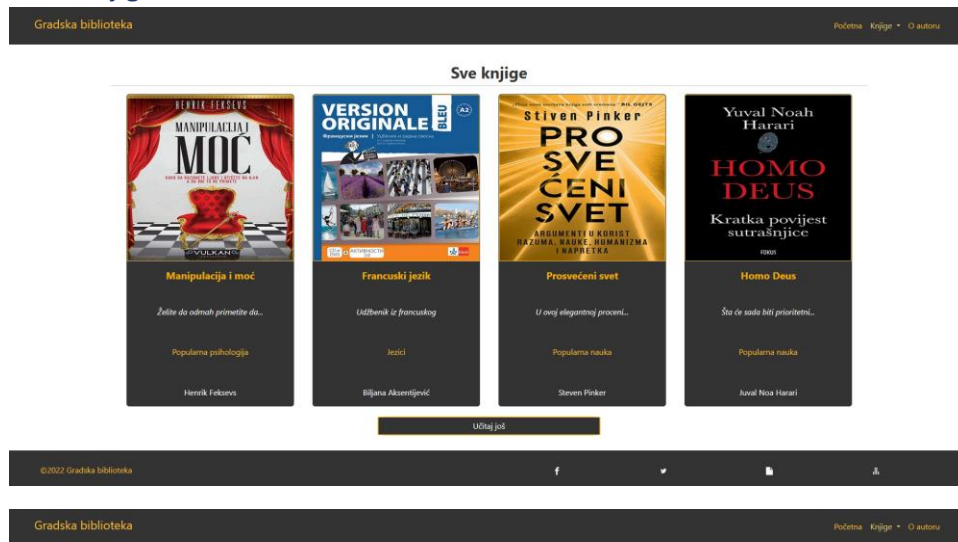 Gradska biblioteka
Početna Knjige O autoru
Sve knjige
HENRIK FEKSEVS
MANIPULACIJA I
MOĆ
VULKAN
VERSION
ORIGINALE BLEU A2
Француски језик
АКТИВНОСТИ
Stiven Pinker
PRO
SVE
ĆENI
SVET
ARGUMENTI U KORIST
RAZUMA, NAUKE, HUMANIZMA
I NAPRETKA
Yuval Noah
Harari
HOMO
DEUS
Kratka povijest
sutrašnjice
FOKUS
Manipulacija i moć
Želite da odmah primetite da...
Popularna psihologija
Henrik Feksevs
Francuski jezik
Udžbenik iz francuskog
Jezici
Biljana Aksentijević
Prosvećeni svet
U ovoj elegantnoj proceni...
Popularna nauka
Steven Pinker
Homo Deus
Šta će sada biti prioritetni...
Popularna nauka
Juval Noa Harari
Učitaj još
©2022 Gradska biblioteka
Gradska biblioteka
Početna Knjige O autoru